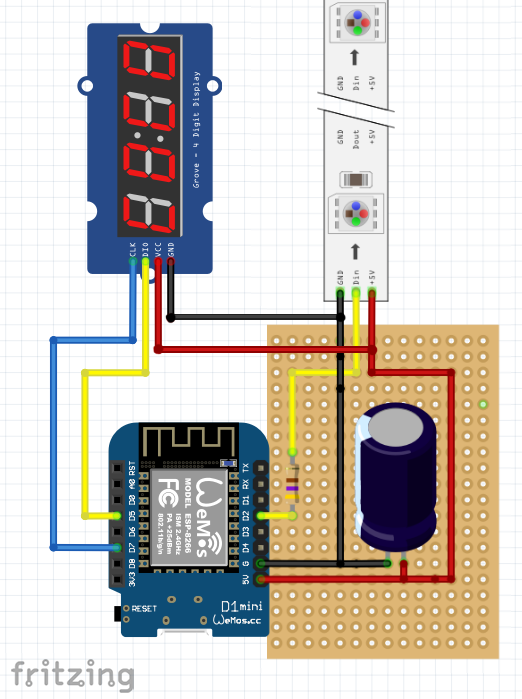 Grove - 4 Digit Display
CLK
DIO
VCC
GND
GND
Din
+5V
GND
Dout
+5V
GND
Din
+5V
RST
A0
D0
D5
D6
D7
D8
3V3
TX
RX
D1
D2
D3
D4
G
5V
WeMos
MODEL ESP-8266
ISM 2.4GHz
PA +25dBm
802.11b/g/n
FC
RESET
D1mini
WeMos.cc
fritzing